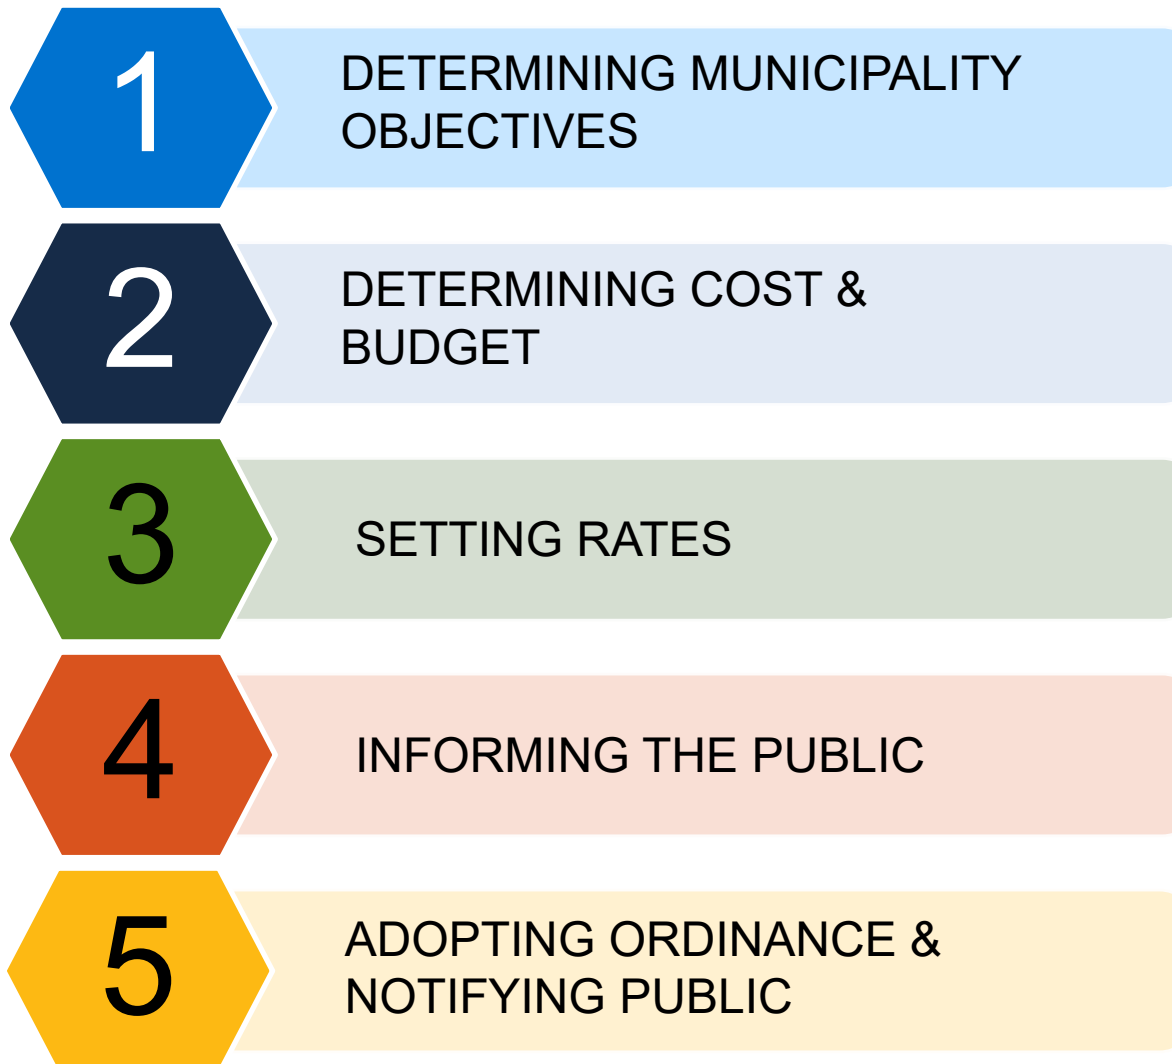 1
DETERMINING MUNICIPALITY
OBJECTIVES
2
DETERMINING COST &
BUDGET
3
SETTING RATES
4
INFORMING THE PUBLIC
5
ADOPTING ORDINANCE &
NOTIFYING PUBLIC